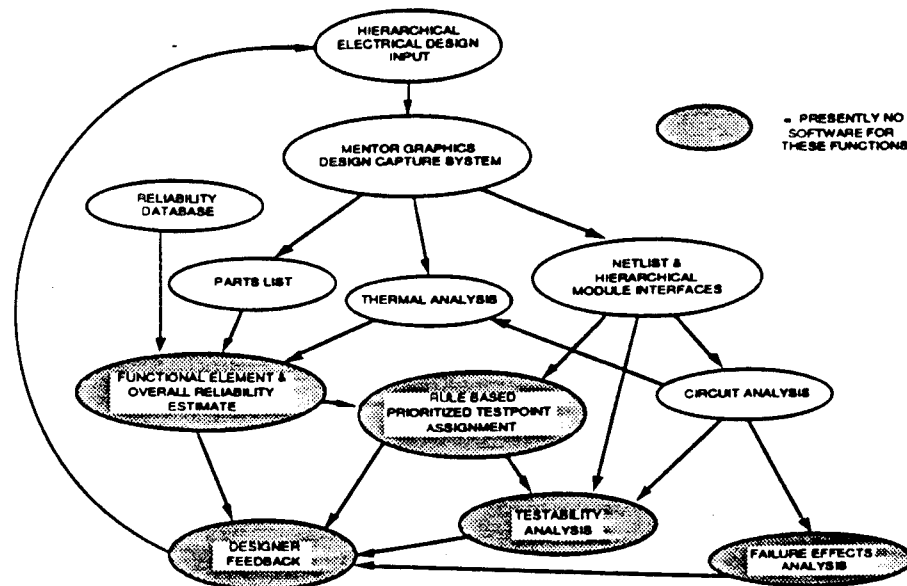 HIERARCHICAL
ELECTRICAL DESIGN
INPUT
MENTOR GRAPHICS
DESIGN CAPTURE SYSTEM
= PRESENTLY NO
SOFTWARE FOR
THESE FUNCTIONS
RELIABILITY
DATABASE
PARTS LIST
THERMAL ANALYSIS
NETLIST &
HIERARCHICAL
MODULE INTERFACES
FUNCTIONAL ELEMENT &
OVERALL RELIABILITY
ESTIMATE
RULE BASED
PRIORITIZED TESTPOINT
ASSIGNMENT
CIRCUIT ANALYSIS
TESTABILITY
ANALYSIS
DESIGNER
FEEDBACK
FAILURE EFFECTS
ANALYSIS